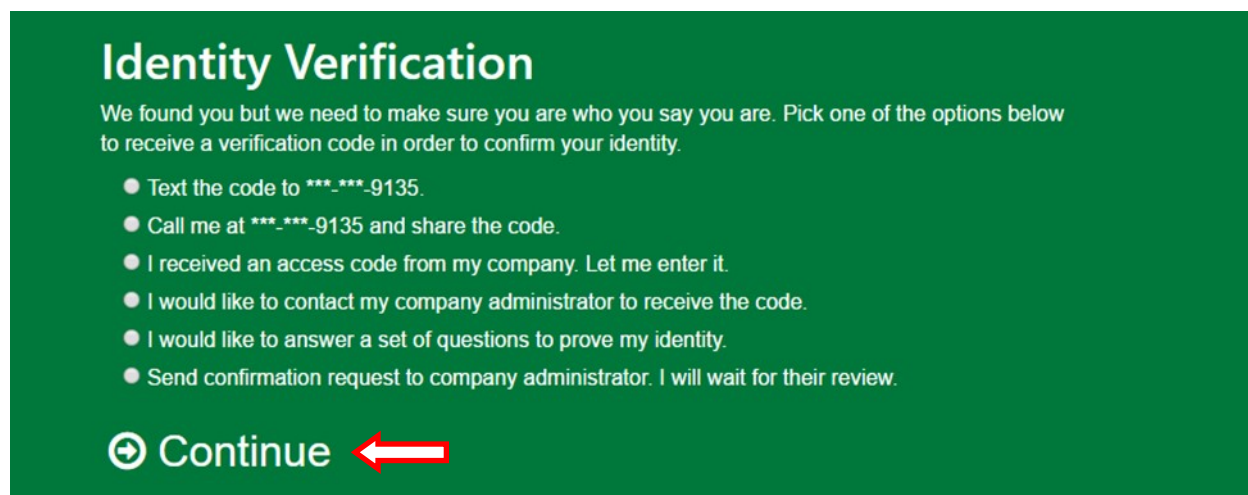 Identity Verification
We found you but we need to make sure you are who you say you are. Pick one of the options below
to receive a verification code in order to confirm your identity.
Text the code to ***-***-9135.
Call me at ***-***-9135 and share the code.
I received an access code from my company. Let me enter it.
I would like to contact my company administrator to receive the code.
I would like to answer a set of questions to prove my identity.
Send confirmation request to company administrator. I will wait for their review.
Continue